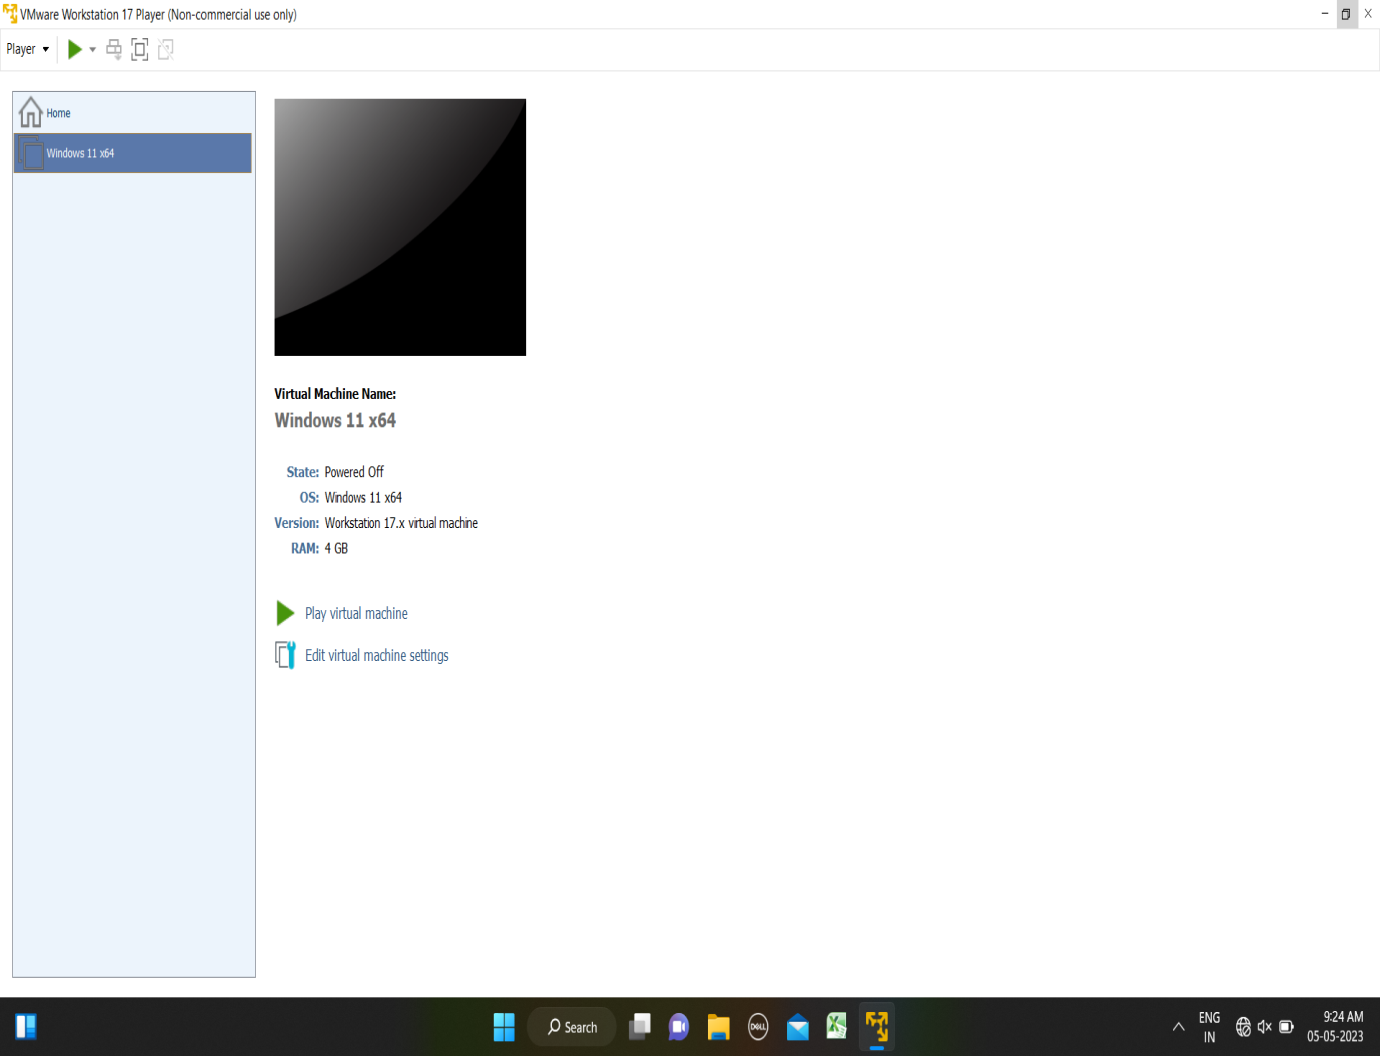 VMware Workstation 17 Player (Non-commercial use only)
Player
Home
Windows 11 x64
Virtual Machine Name:
Windows 11 x64
State: Powered Off
OS: Windows 11 x64
Version: Workstation 17.x virtual machine
RAM: 4 GB
Play virtual machine
Edit virtual machine settings
Search
DELL
ENG
IN
9:24 AM
05-05-2023